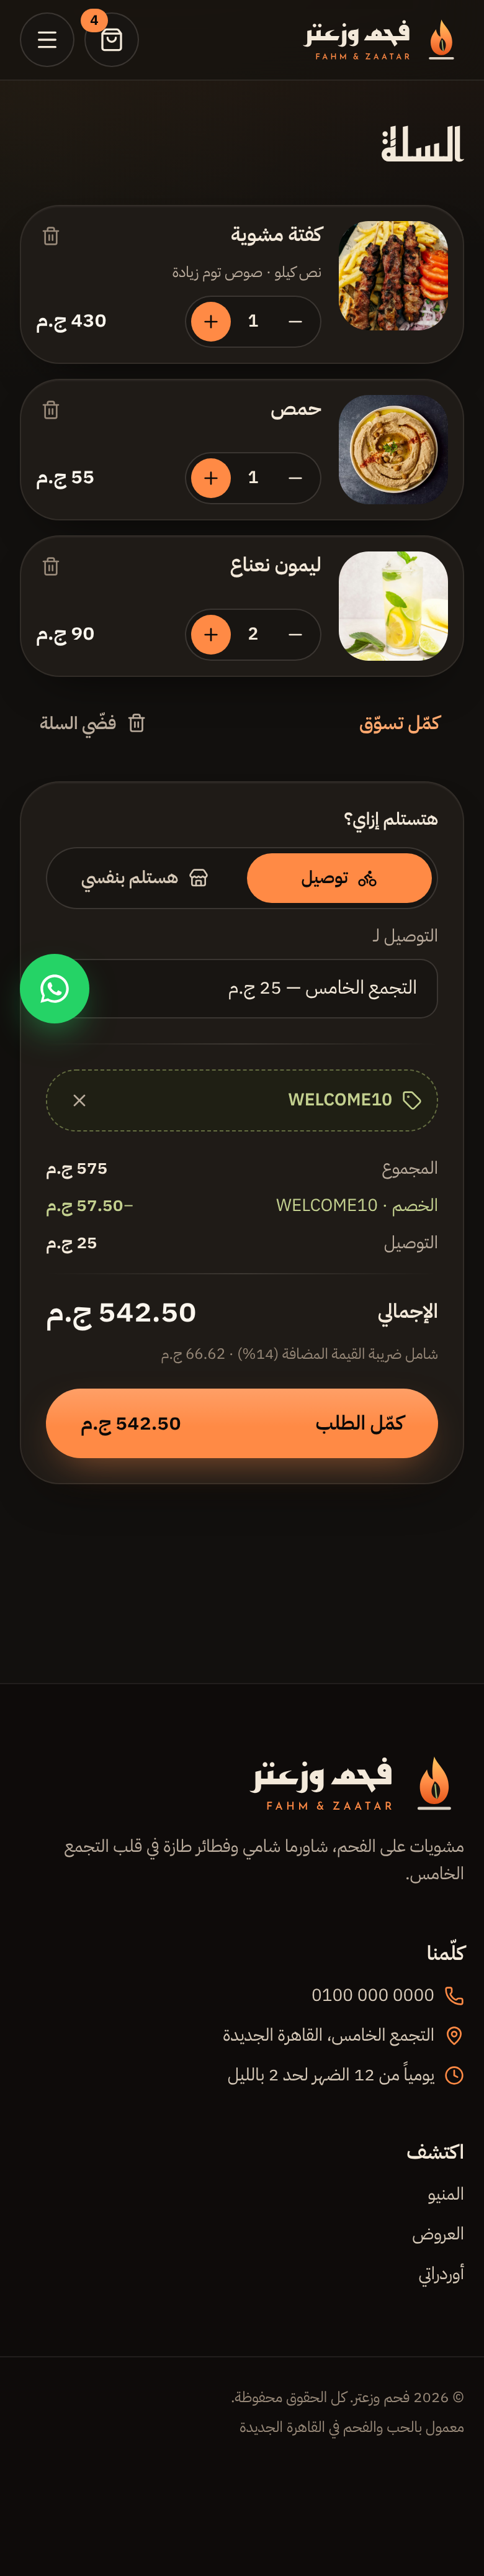 فحم وزعتر
FAHM & ZAATAR
4
السلة
كفتة مشوية
نص كيلو · صوص توم زيادة
1
430 ج.م
حمص
1
55 ج.م
ليمون نعناع
2
90 ج.م
كمّل تسوّق
فضّي السلة
هتستلم إزاي؟
توصيل
هستلم بنفسي
التوصيل لـ
التجمع الخامس — 25 ج.م
WELCOME10
المجموع
575 ج.م
الخصم · WELCOME10
−57.50 ج.م
التوصيل
25 ج.م
الإجمالي
542.50 ج.م
شامل ضريبة القيمة المضافة (14%) · 66.62 ج.م
كمّل الطلب
542.50 ج.م
فحم وزعتر
FAHM & ZAATAR
مشويات على الفحم، شاورما شامي وفطائر طازة في قلب التجمع
الخامس.
كلّمنا
0100 000 0000
التجمع الخامس، القاهرة الجديدة
يومياً من 12 الضهر لحد 2 بالليل
اكتشف
المنيو
العروض
أوردراتي
© 2026 فحم وزعتر. كل الحقوق محفوظة.
معمول بالحب والفحم في القاهرة الجديدة